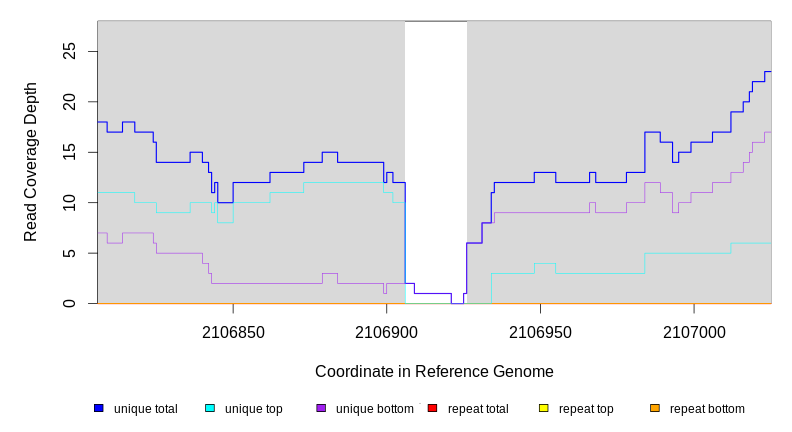 25
20
15
10
5
0
Read Coverage Depth
2106850 2106900 2106950 2107000
Coordinate in Reference Genome
unique total unique top unique bottom repeat total repeat top repeat bottom